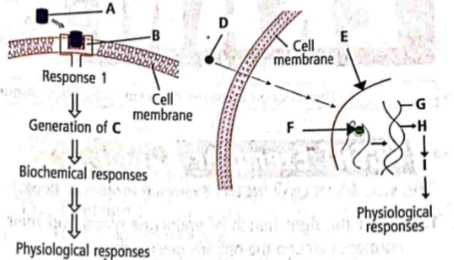 A
B
Response 1
Cell
membrane
Generation of C
Biochemical responses
Physiological responses
D
Cell
membrane
E
F
G
H
I
Physiological
responses